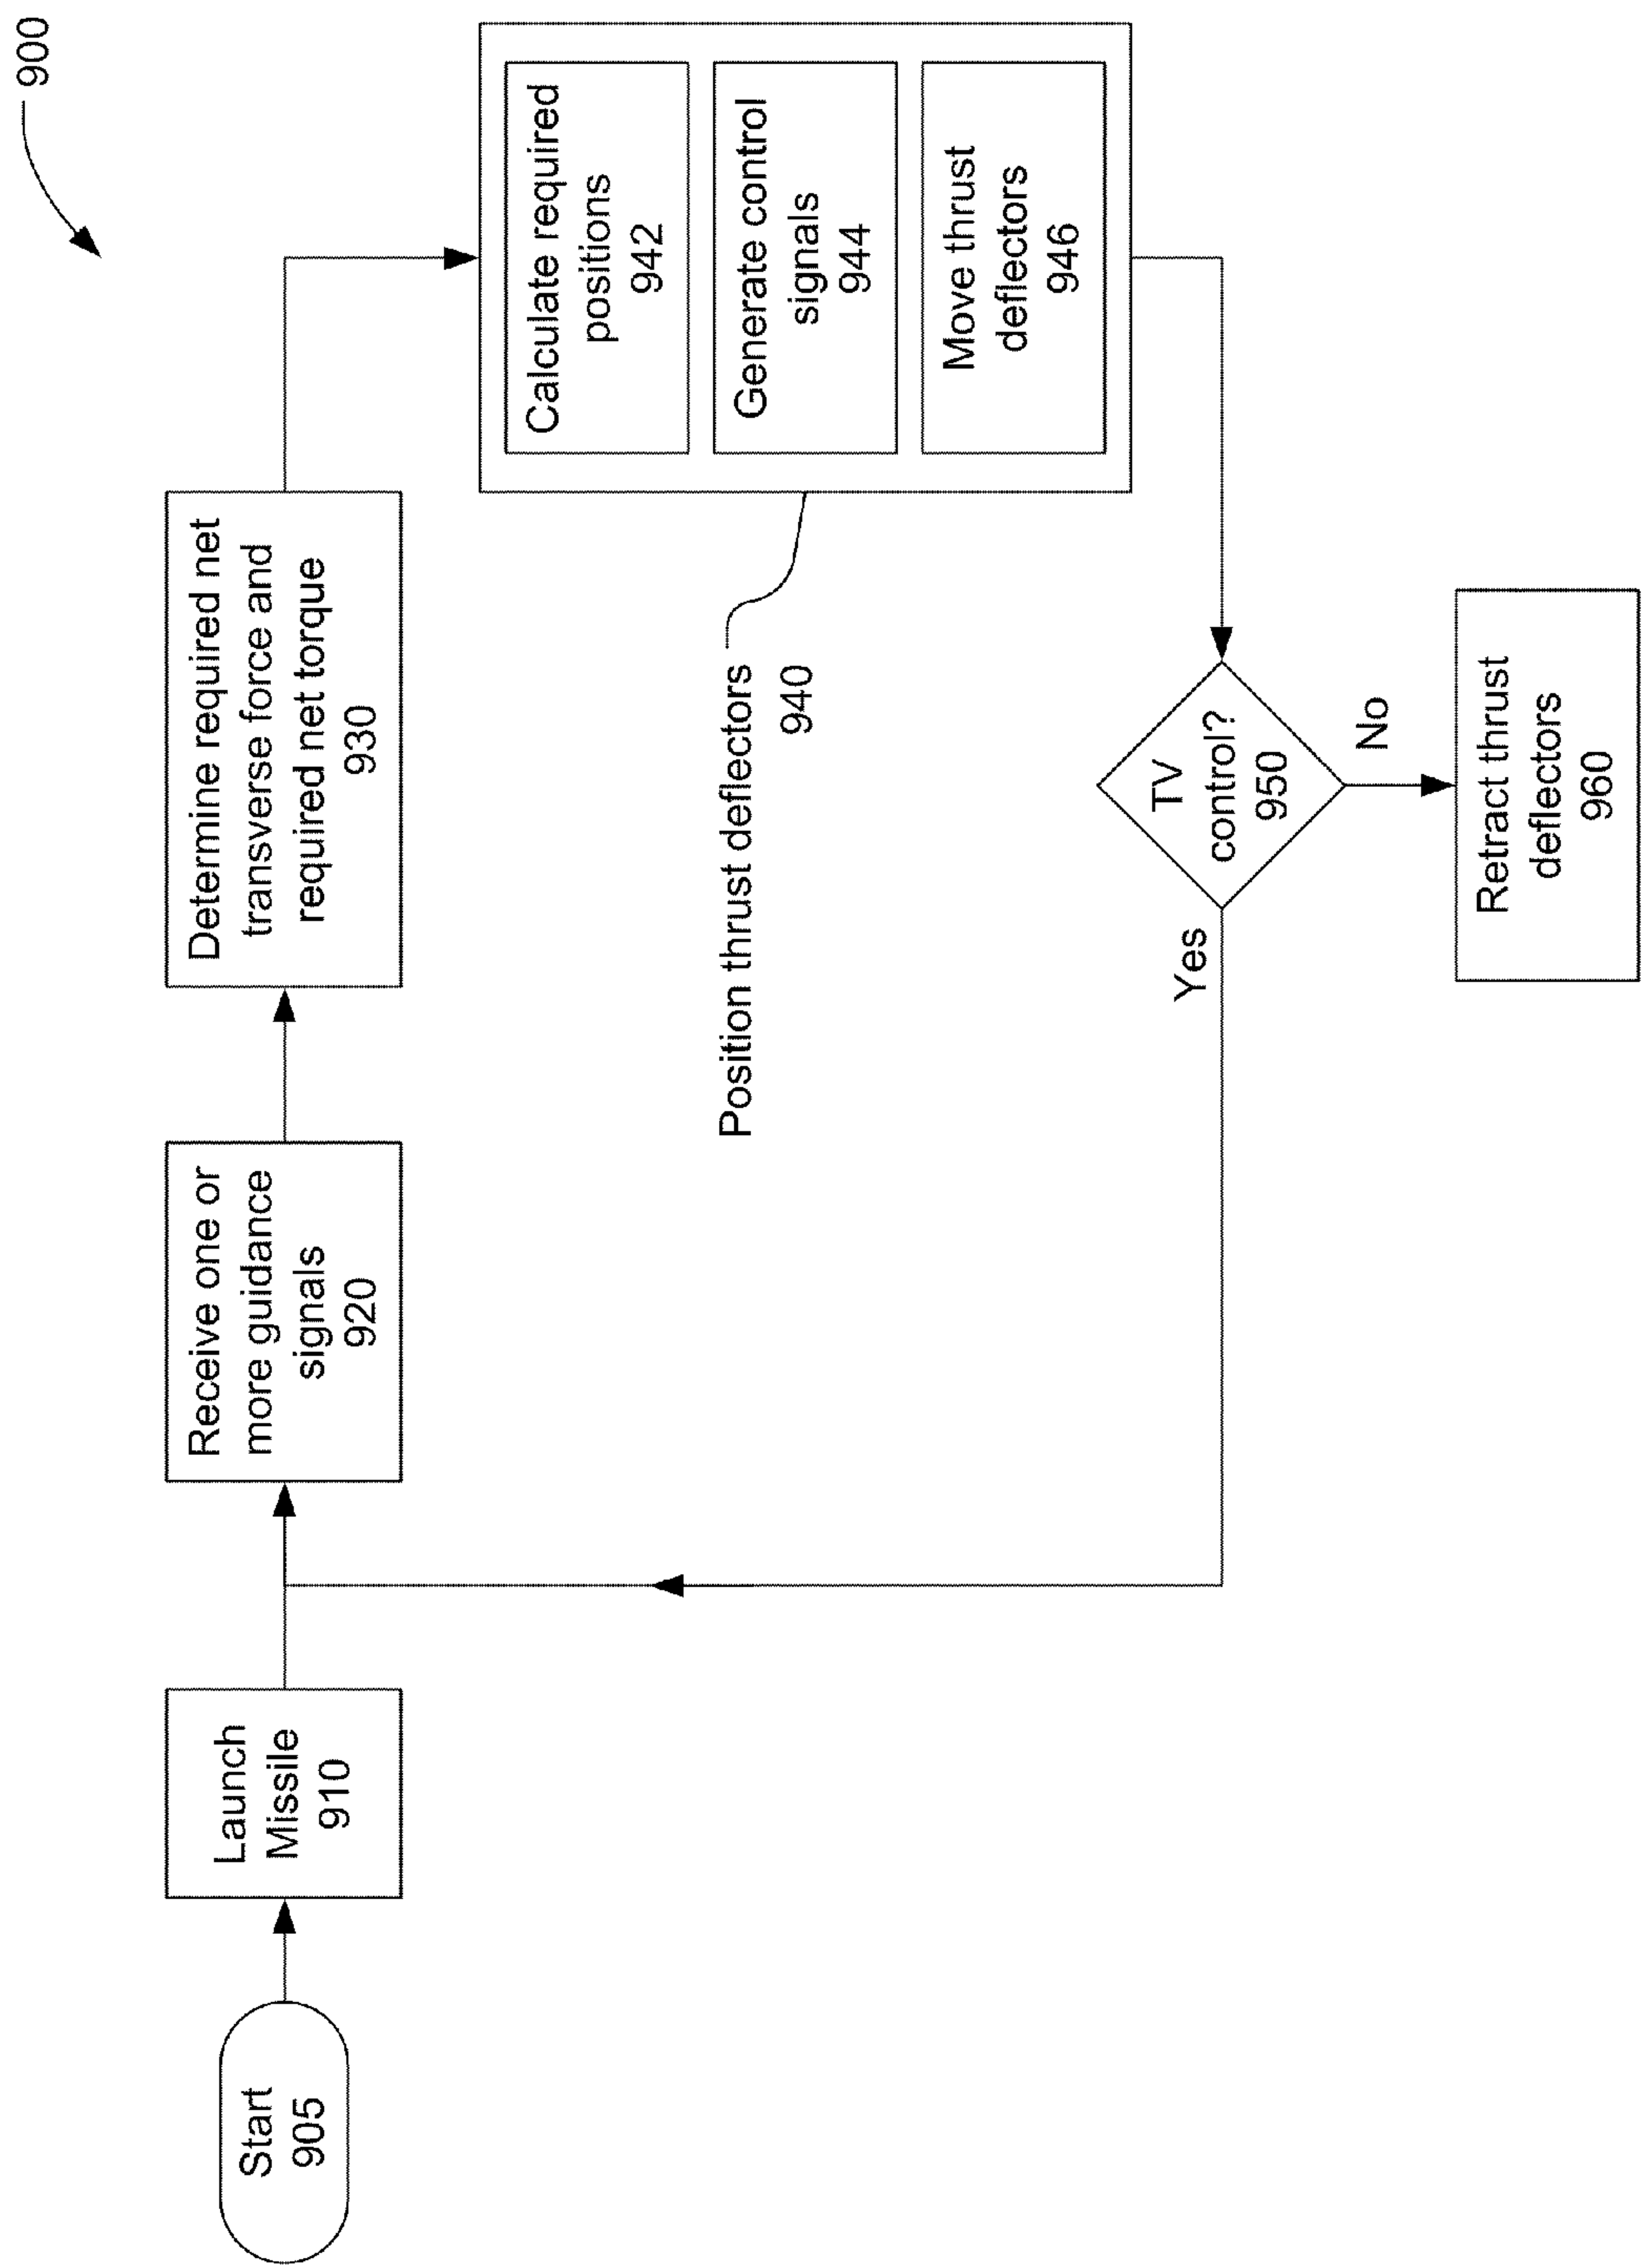 900
Start
905
Launch
Missile
910
Receive one or
more guidance
signals
920
Determine required net
transverse force and
required net torque
930
Calculate required
positions
942
Generate control
signals
944
Move thrust
deflectors
946
Position thrust deflectors
940
TV
control?
950
Yes
No
Retract thrust
deflectors
960